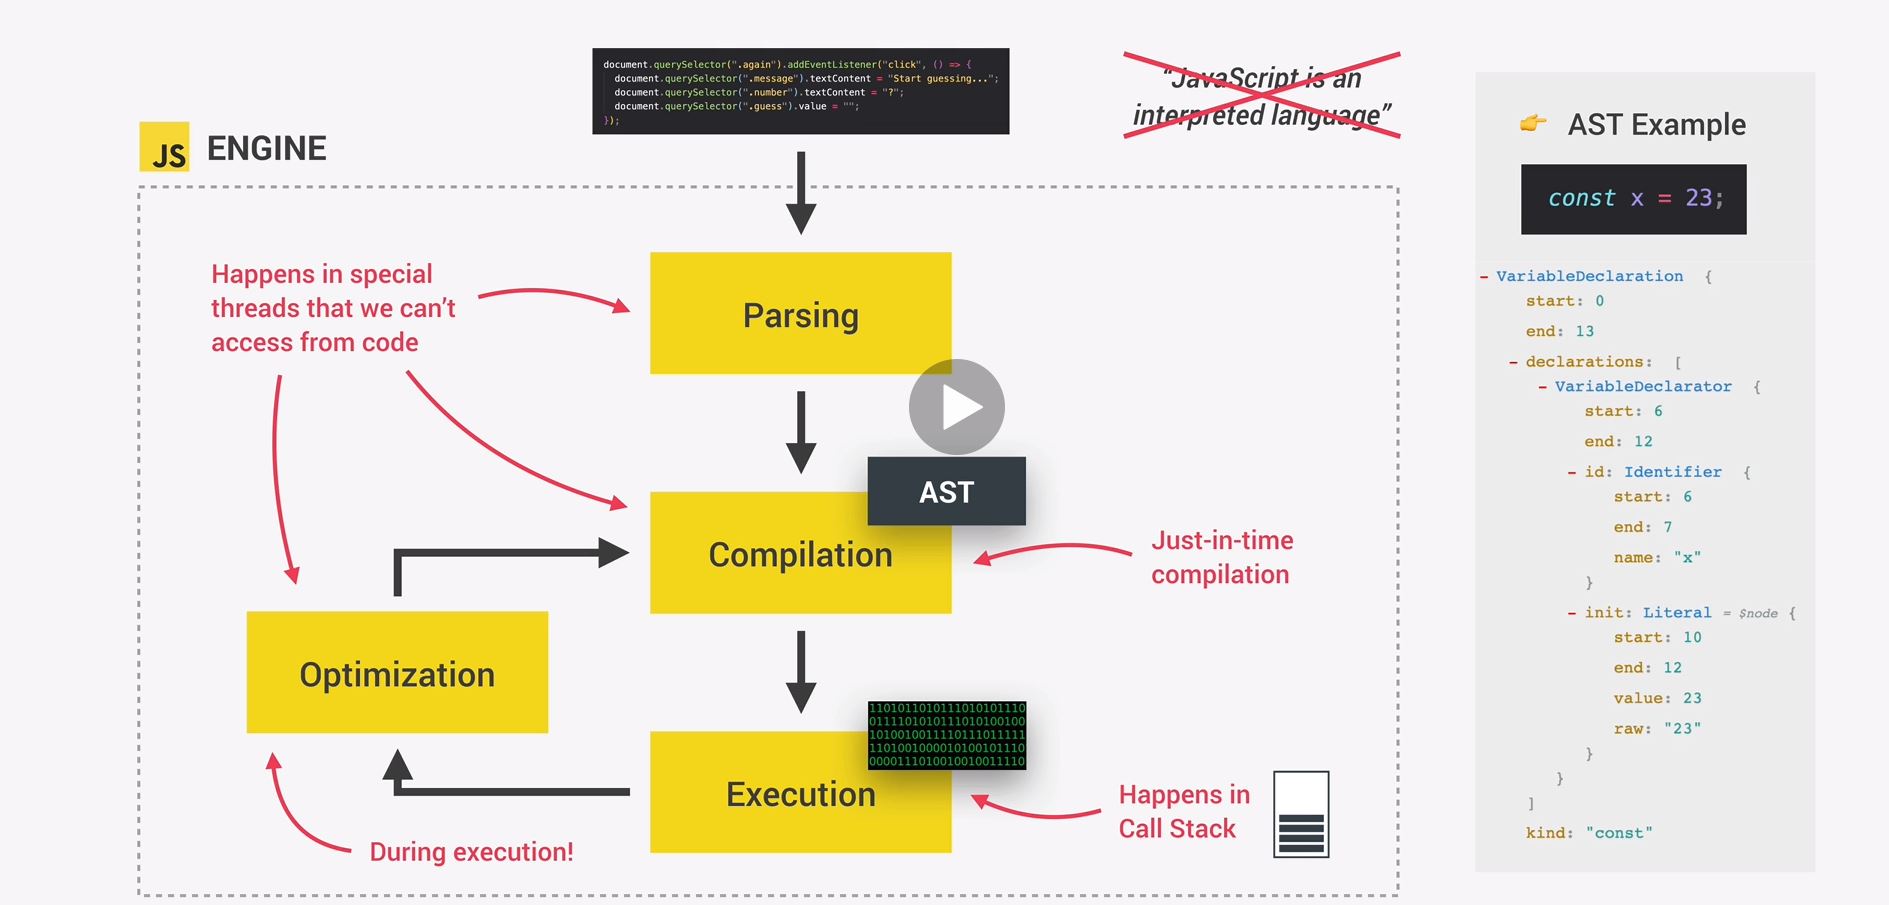 document.querySelector(".again").addEventListener("click", () => {
document.querySelector(".message").textContent = "Start guessing...";
document.querySelector(".number").textContent = "?";
document.querySelector(".guess").value = "";
});
"JavaScript is an
interpreted language"
JS ENGINE
Happens in special
threads that we can't
access from code
Parsing
AST
Compilation
Just-in-time
compilation
Optimization
1101011010111010101110
011110101011101010100100
1010010011110111011111
1101001000010100101110
0000111010010010011110
Execution
Happens in
Call Stack
During execution!
👉 AST Example
const x = 23;
- VariableDeclaration {
start: 0
end: 13
- declarations: [
- VariableDeclarator {
start: 6
end: 12
- id: Identifier {
start: 6
end: 7
name: "x"
}
- init: Literal = $node {
start: 10
end: 12
value: 23
raw: "23"
}
}
]
kind: "const"